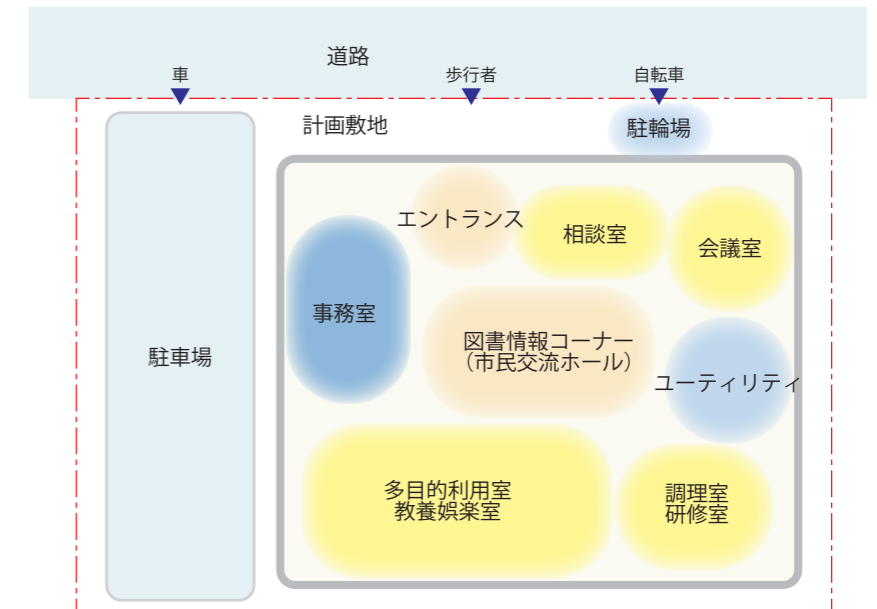 道路
車
歩行者
自転車
計画敷地
駐輪場
エントランス
相談室
会議室
事務室
図書情報コーナー
（市民交流ホール）
駐車場
ユーティリティ
多目的利用室
教養娯楽室
調理室
研修室